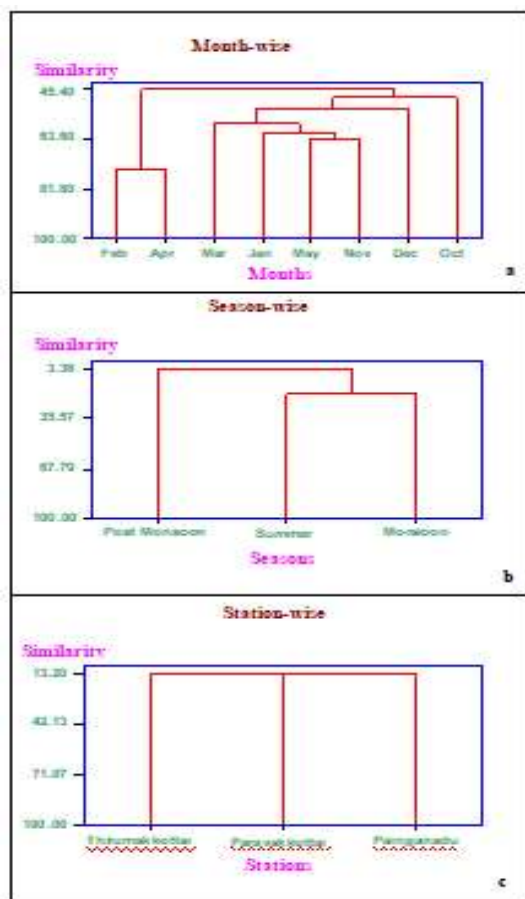 Month-wise
Similarity
45.40
63.60
81.80
100.00
Feb Apr Mar Jan May Nov Dec Oct
Months
a
Season-wise
Similarity
3.36
67.79
100.00
Post Monsoon Summer Monsoon
Seasons
b
Station-wise
Similarity
13.20
42.13
71.07
100.00
Thirumakkottai
Stations
c